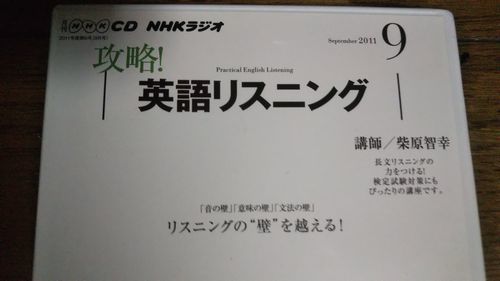 月刊 NHK CD NHKラジオ
September 2011 9
攻略!
Practical English Listening
英語リスニング
講師／柴原智幸
長文リスニングの
力をつける!
検定試験対策にも
ぴったりの講座です。
「音の壁」「意味の壁」「文法の壁」
リスニングの“壁”を越える!